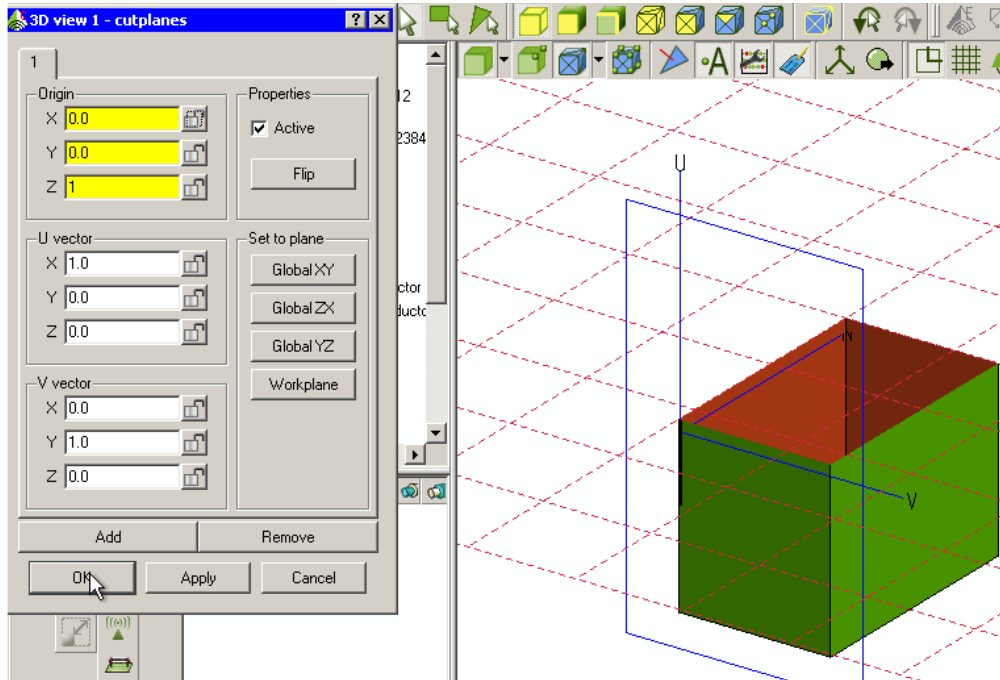 3D view 1 - cutplanes
1
Origin
X 0.0
Y 0.0
Z 1
Properties
Active
Flip
U vector
X 1.0
Y 0.0
Z 0.0
Set to plane
Global XY
Global ZX
Global YZ
Workplane
V vector
X 0.0
Y 1.0
Z 0.0
Add
Remove
OK
Apply
Cancel
12
2384
ctor
ducto
A
E
U
N
V